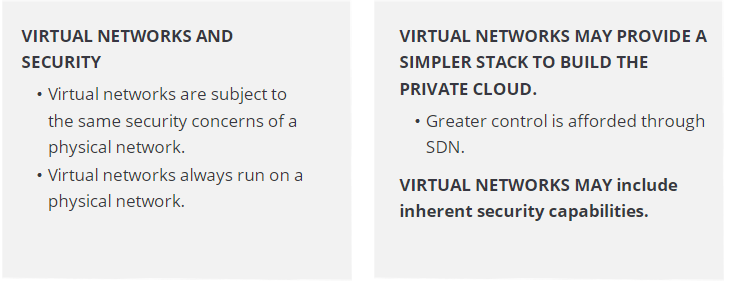 VIRTUAL NETWORKS AND
SECURITY
• Virtual networks are subject to
the same security concerns of a
physical network.
• Virtual networks always run on a
physical network.
VIRTUAL NETWORKS MAY PROVIDE A
SIMPLER STACK TO BUILD THE
PRIVATE CLOUD.
• Greater control is afforded through
SDN.
VIRTUAL NETWORKS MAY include
inherent security capabilities.